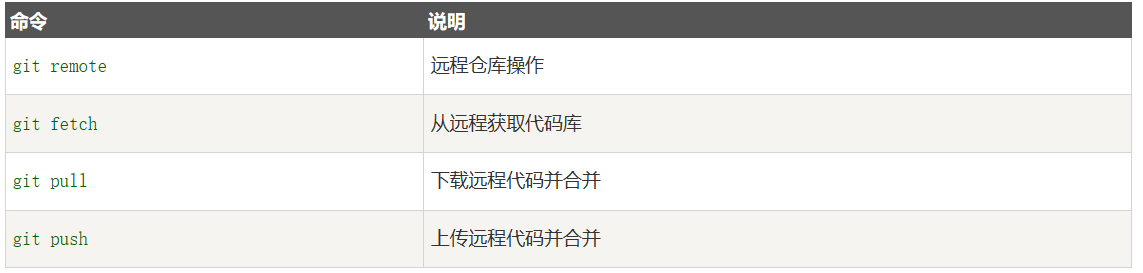 命令 说明
git remote 远程仓库操作
git fetch 从远程获取代码库
git pull 下载远程代码并合并
git push 上传远程代码并合并